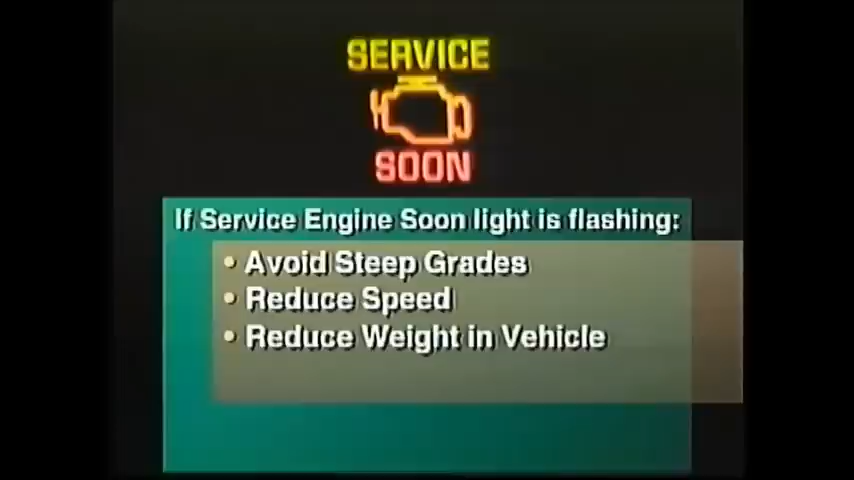 SERVICE
SOON
If Service Engine Soon light is flashing:
• Avoid Steep Grades
• Reduce Speed
• Reduce Weight in Vehicle